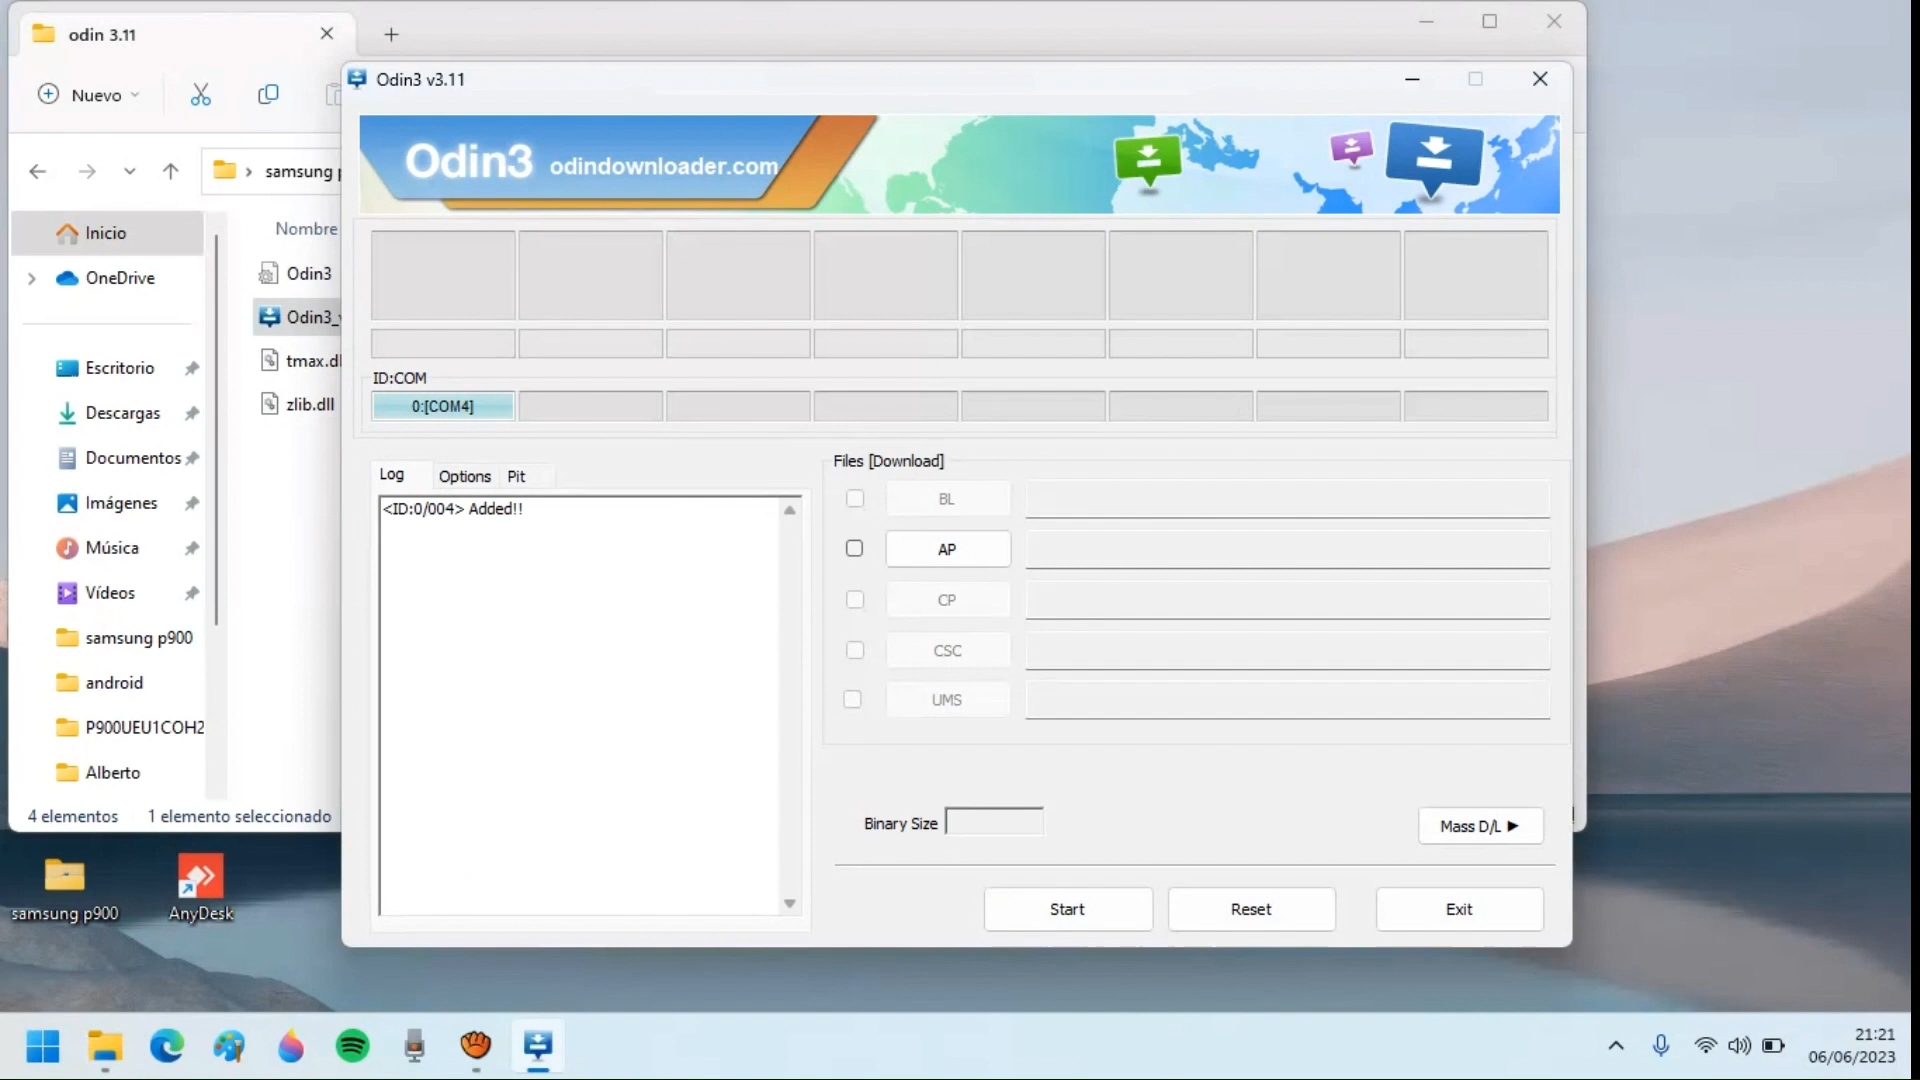 odin 3.11
Nuevo
samsung p
Inicio
OneDrive
Escritorio
Descargas
Documentos
Imágenes
Música
Vídeos
samsung p900
android
P900UEU1COH2
Alberto
Nombre
Odin3
Odin3_v
tmax.dl
zlib.dll
4 elementos
1 elemento seleccionado
Odin3 v3.11
Odin3 odindownloader.com
ID:COM
0:[COM4]
Log
Options
Pit
<ID:0/004> Added!!
Files [Download]
BL
AP
CP
CSC
UMS
Binary Size
Mass D/L ►
Start
Reset
Exit
samsung p900
AnyDesk
21:21
06/06/2023